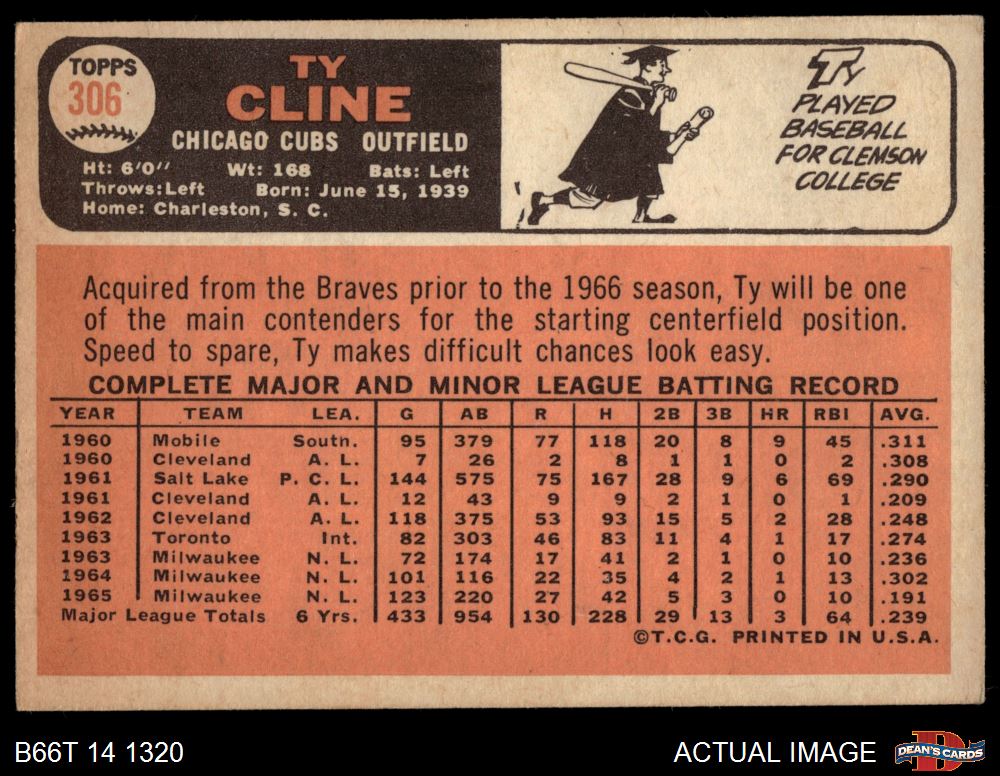 TOPPS
306
TY
CLINE
CHICAGO CUBS OUTFIELD
Ht: 6'0" Wt: 168 Bats: Left
Throws:Left Born: June 15, 1939
Home: Charleston, S. C.
TY
PLAYED
BASEBALL
FOR CLEMSON
COLLEGE
Acquired from the Braves prior to the 1966 season, Ty will be one
of the main contenders for the starting centerfield position.
Speed to spare, Ty makes difficult chances look easy.
COMPLETE MAJOR AND MINOR LEAGUE BATTING RECORD
YEAR TEAM LEA. G AB R H 2B 3B HR RBI AVG.
1960 Mobile South. 95 379 77 118 20 8 9 45 .311
1960 Cleveland A. L. 7 26 2 8 1 1 0 2 .308
1961 Salt Lake P. C. L. 144 575 75 167 28 9 6 69 .290
1961 Cleveland A. L. 12 43 9 9 2 1 0 1 .209
1962 Cleveland A. L. 118 375 53 93 15 5 2 28 .248
1963 Toronto Int. 82 303 46 83 11 4 1 17 .274
1963 Milwaukee N. L. 72 174 17 41 2 1 0 10 .236
1964 Milwaukee N. L. 101 116 22 35 4 2 1 13 .302
1965 Milwaukee N. L. 123 220 27 42 5 3 0 10 .191
Major League Totals 6 Yrs. 433 954 130 228 29 13 3 64 .239
©T.C.G. PRINTED IN U.S.A.
B66T 14 1320
ACTUAL IMAGE
DEAN'S CARDS